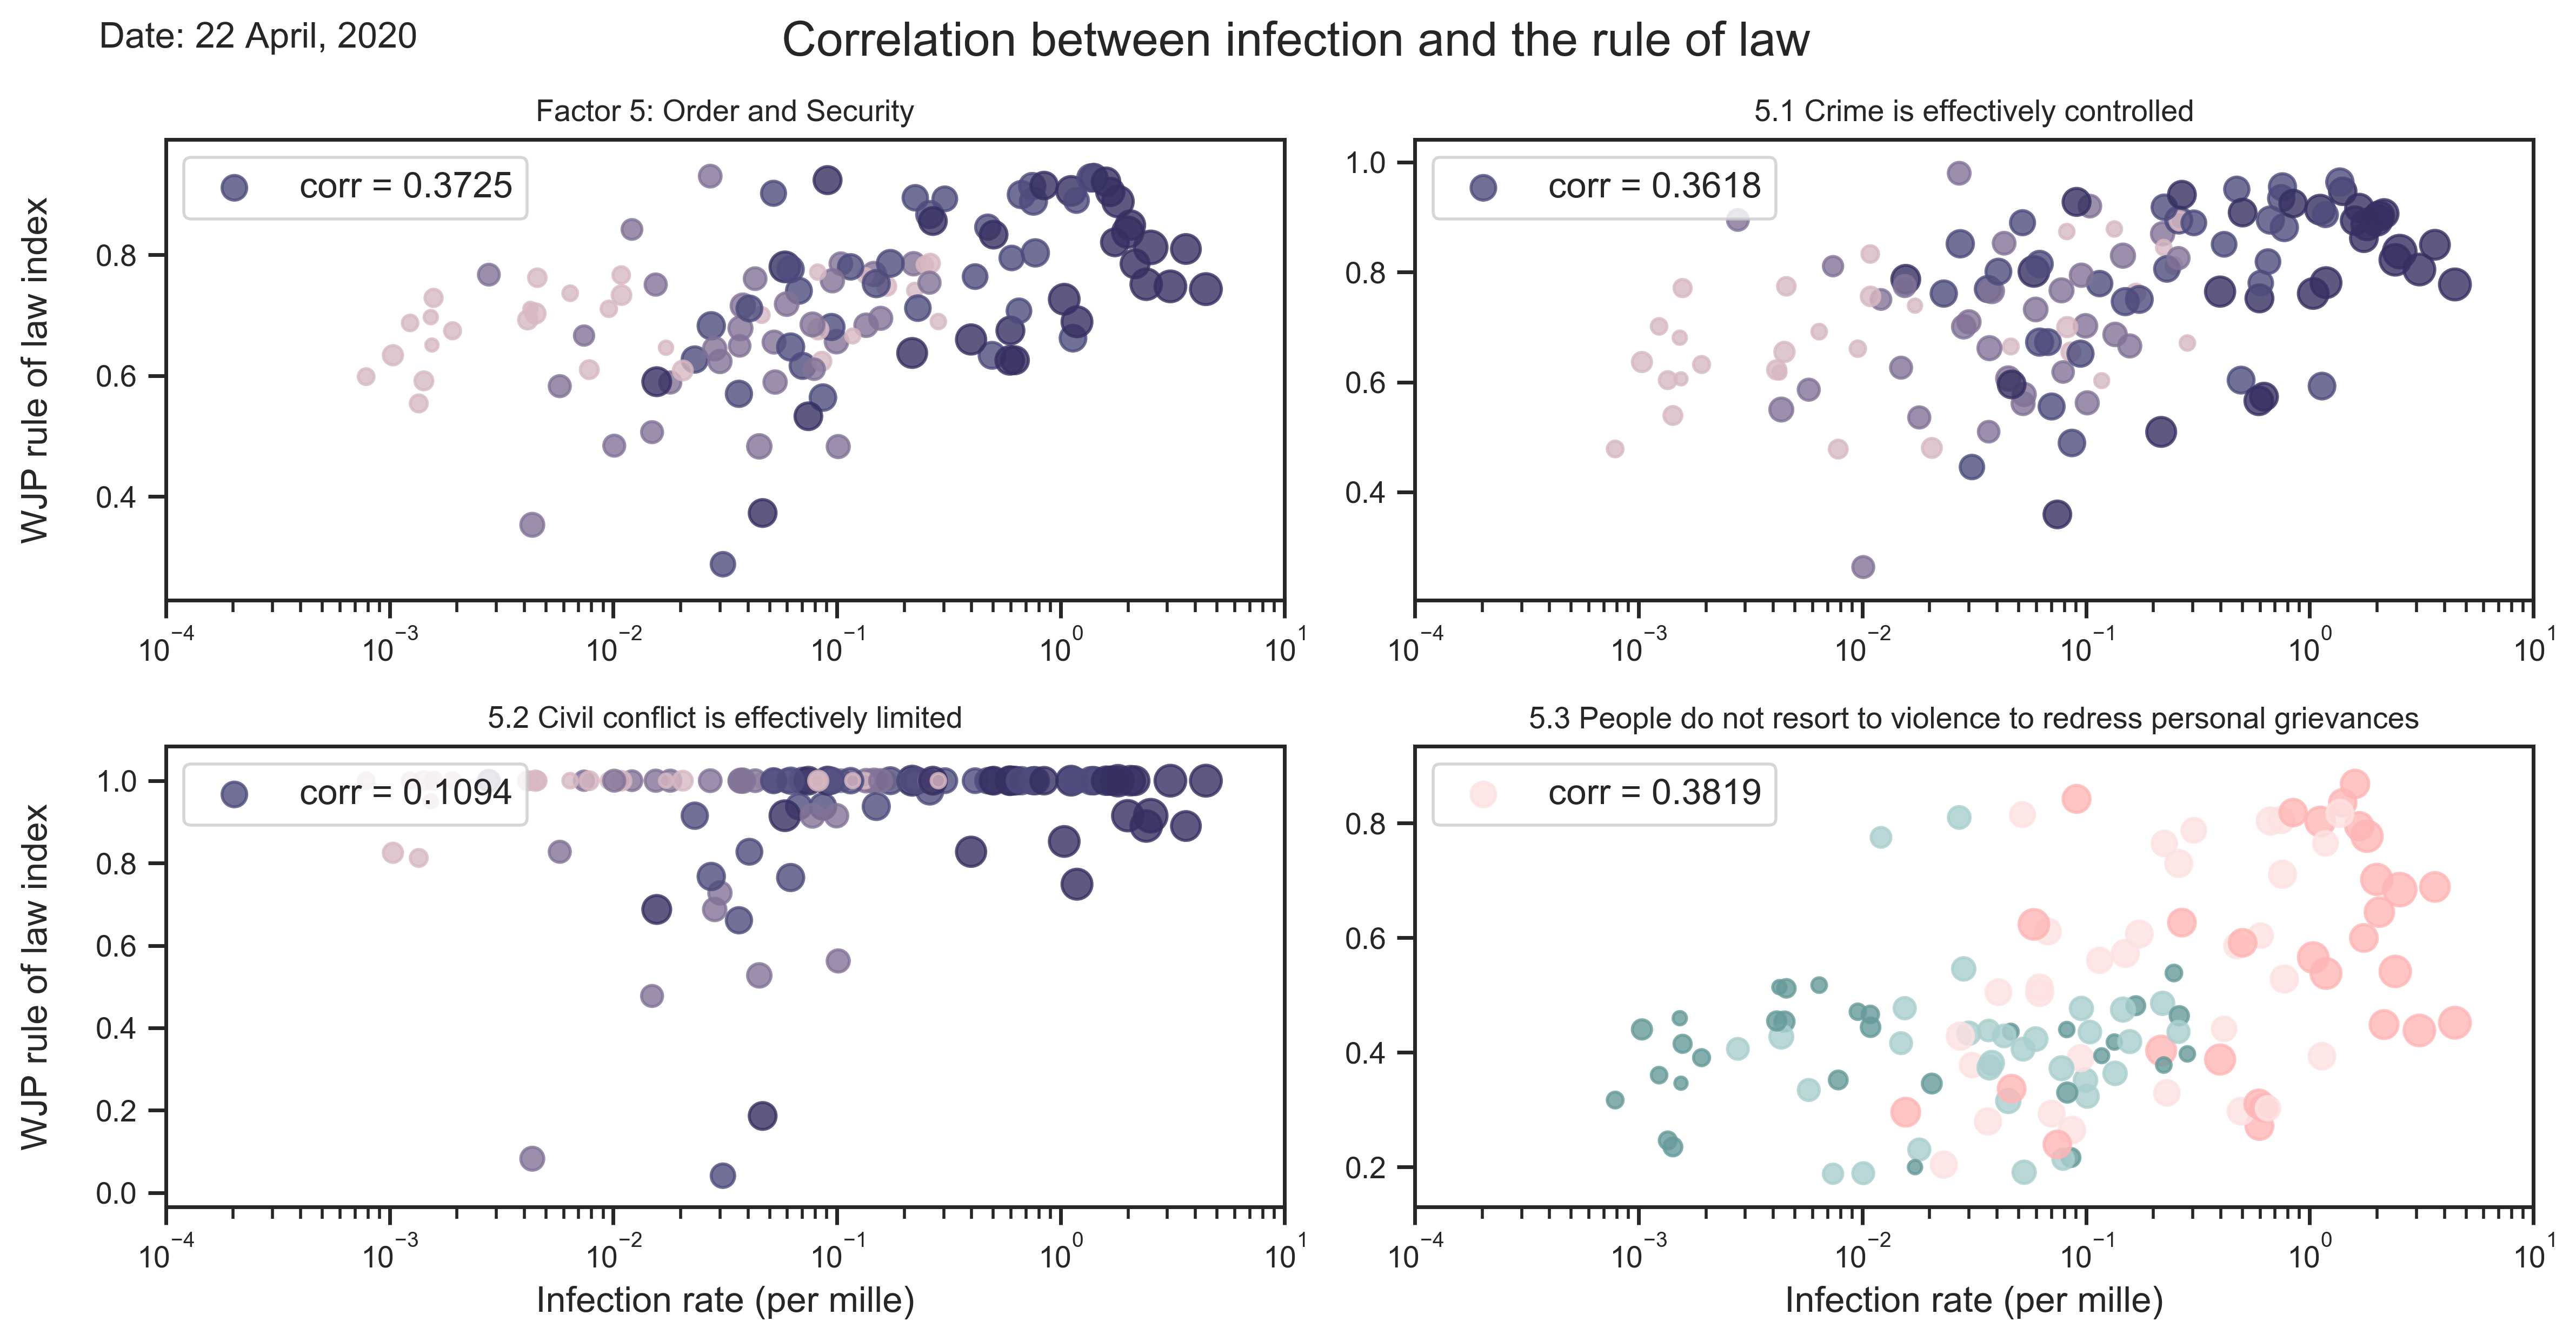 Date: 22 April, 2020
Correlation between infection and the rule of law
Factor 5: Order and Security
5.1 Crime is effectively controlled
corr = 0.3725
corr = 0.3618
WJP rule of law index
0.8
0.6
0.4
1.0
0.8
0.6
0.4
10⁻⁴ 10⁻³ 10⁻² 10⁻¹ 10⁰ 10¹
10⁻⁴ 10⁻³ 10⁻² 10⁻¹ 10⁰ 10¹
5.2 Civil conflict is effectively limited
5.3 People do not resort to violence to redress personal grievances
corr = 0.1094
corr = 0.3819
WJP rule of law index
1.0
0.8
0.6
0.4
0.2
0.0
0.8
0.6
0.4
0.2
10⁻⁴ 10⁻³ 10⁻² 10⁻¹ 10⁰ 10¹
10⁻⁴ 10⁻³ 10⁻² 10⁻¹ 10⁰ 10¹
Infection rate (per mille)
Infection rate (per mille)